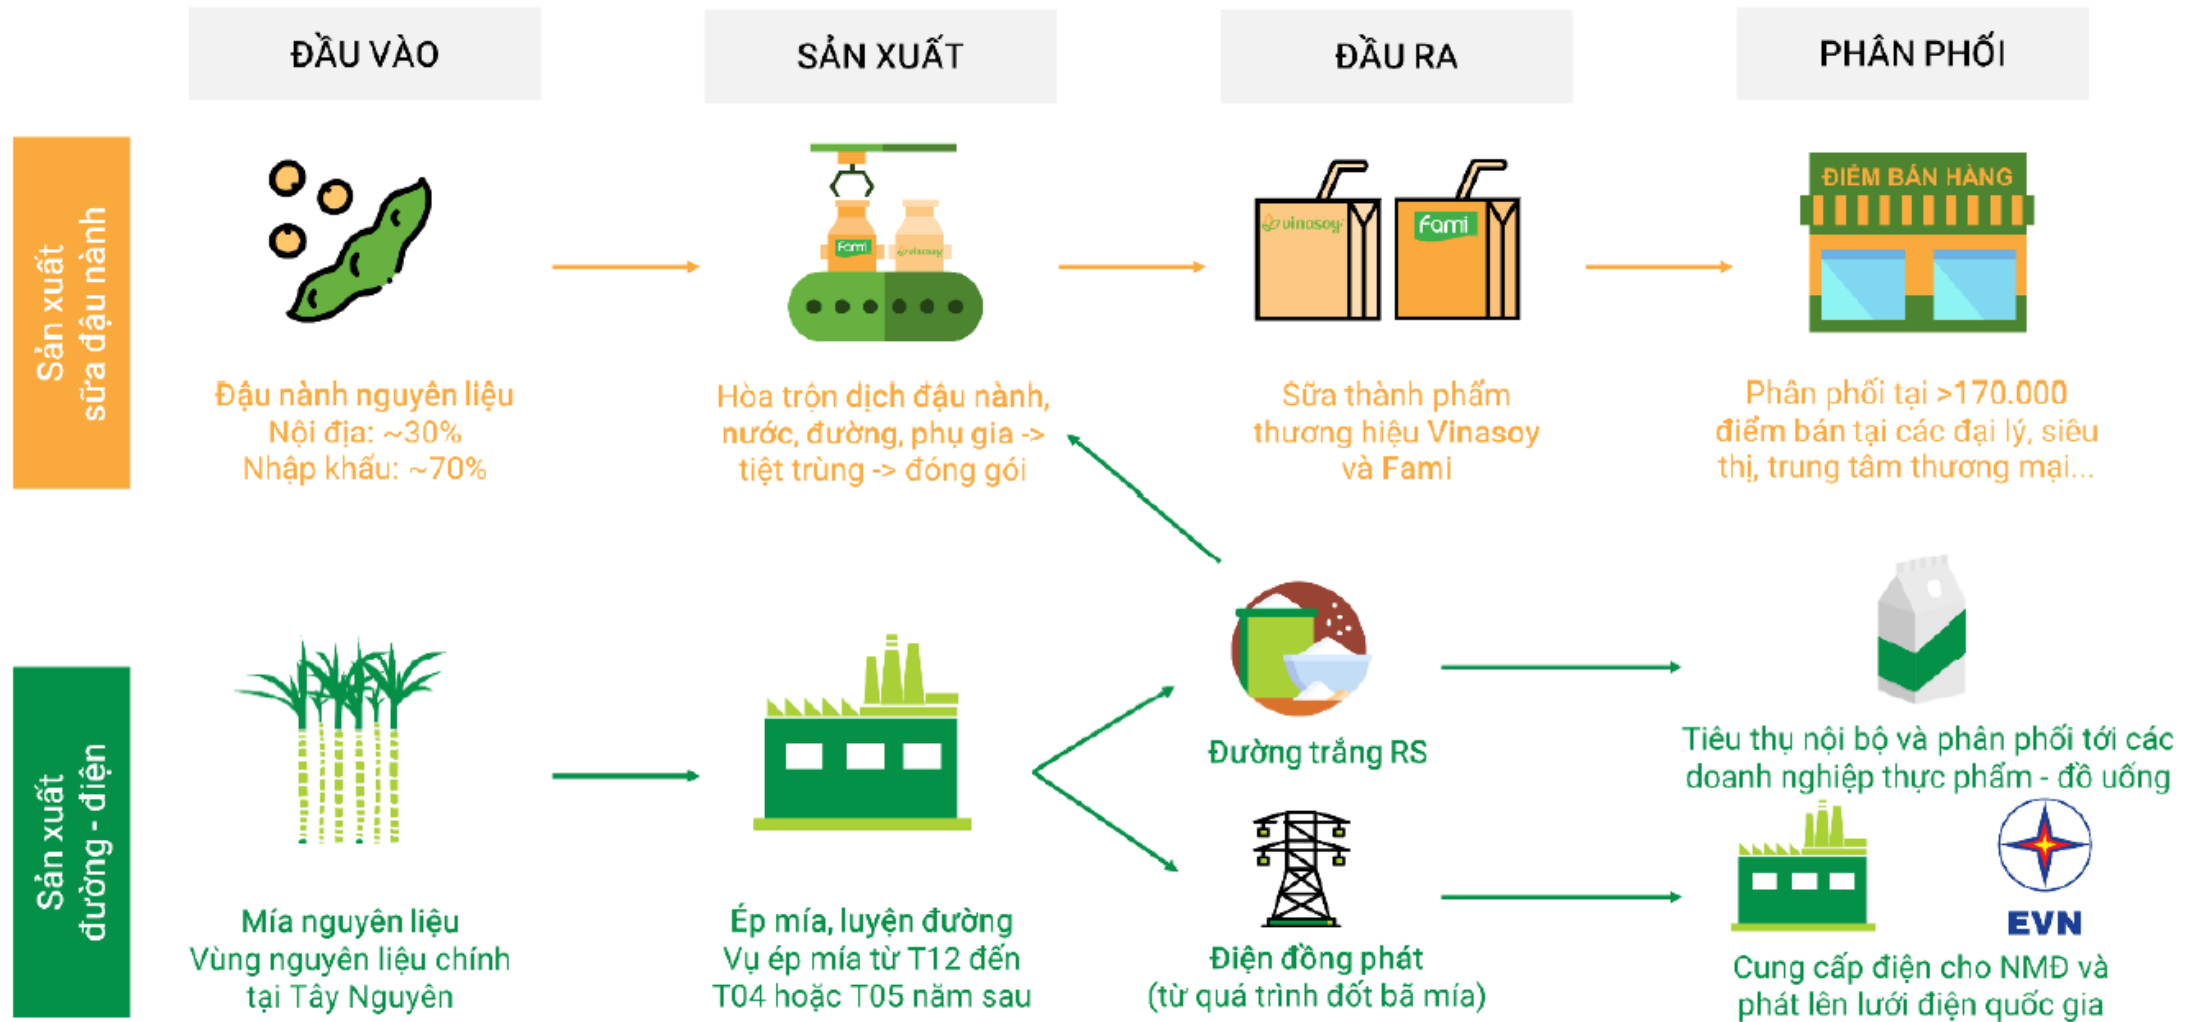 ĐẦU VÀO
SẢN XUẤT
ĐẦU RA
PHÂN PHỐI
Sản xuất
sữa đậu nành
Fami
vinasoy
vinasoy
Fami
ĐIỂM BÁN HÀNG
Đậu nành nguyên liệu
Nội địa: ~30%
Nhập khẩu: ~70%
Hòa trộn dịch đậu nành,
nước, đường, phụ gia ->
tiệt trùng -> đóng gói
Sữa thành phẩm
thương hiệu Vinasoy
và Fami
Phân phối tại >170.000
điểm bán tại các đại lý, siêu
thị, trung tâm thương mại...
Sản xuất
đường - điện
Mía nguyên liệu
Vùng nguyên liệu chính
tại Tây Nguyên
Ép mía, luyện đường
Vụ ép mía từ T12 đến
T04 hoặc T05 năm sau
Đường trắng RS
Điện đồng phát
(từ quá trình đốt bã mía)
Tiêu thụ nội bộ và phân phối tới các
doanh nghiệp thực phẩm - đồ uống
EVN
Cung cấp điện cho NMĐ và
phát lên lưới điện quốc gia